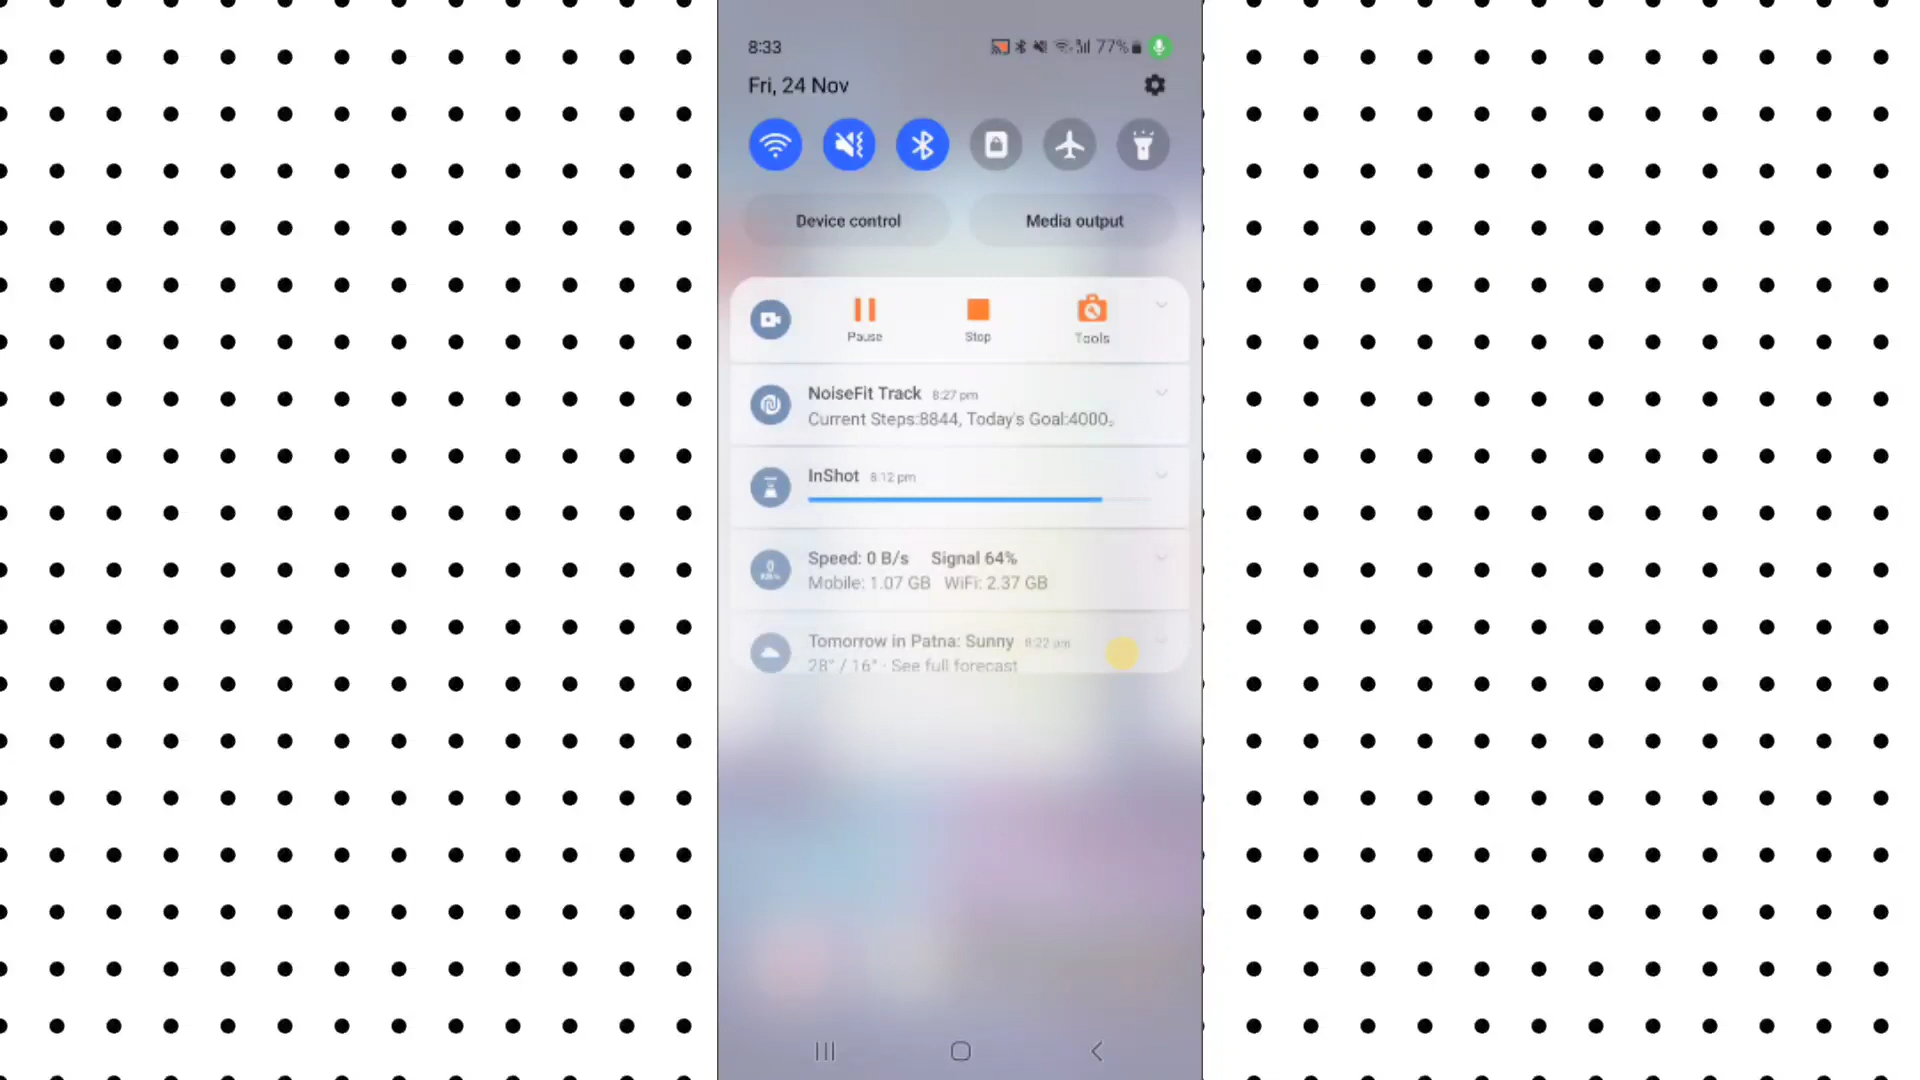 8:33
77%
Fri, 24 Nov
Device control
Media output
Pause
Stop
Tools
NoiseFit Track 8:27 pm
Current Steps:8844, Today's Goal:4000。
InShot 8:12 pm
0
Speed: 0 B/s Signal 64%
Mobile: 1.07 GB WiFi: 2.37 GB
Tomorrow in Patna: Sunny 8:22 pm
28° / 16° · See full forecast